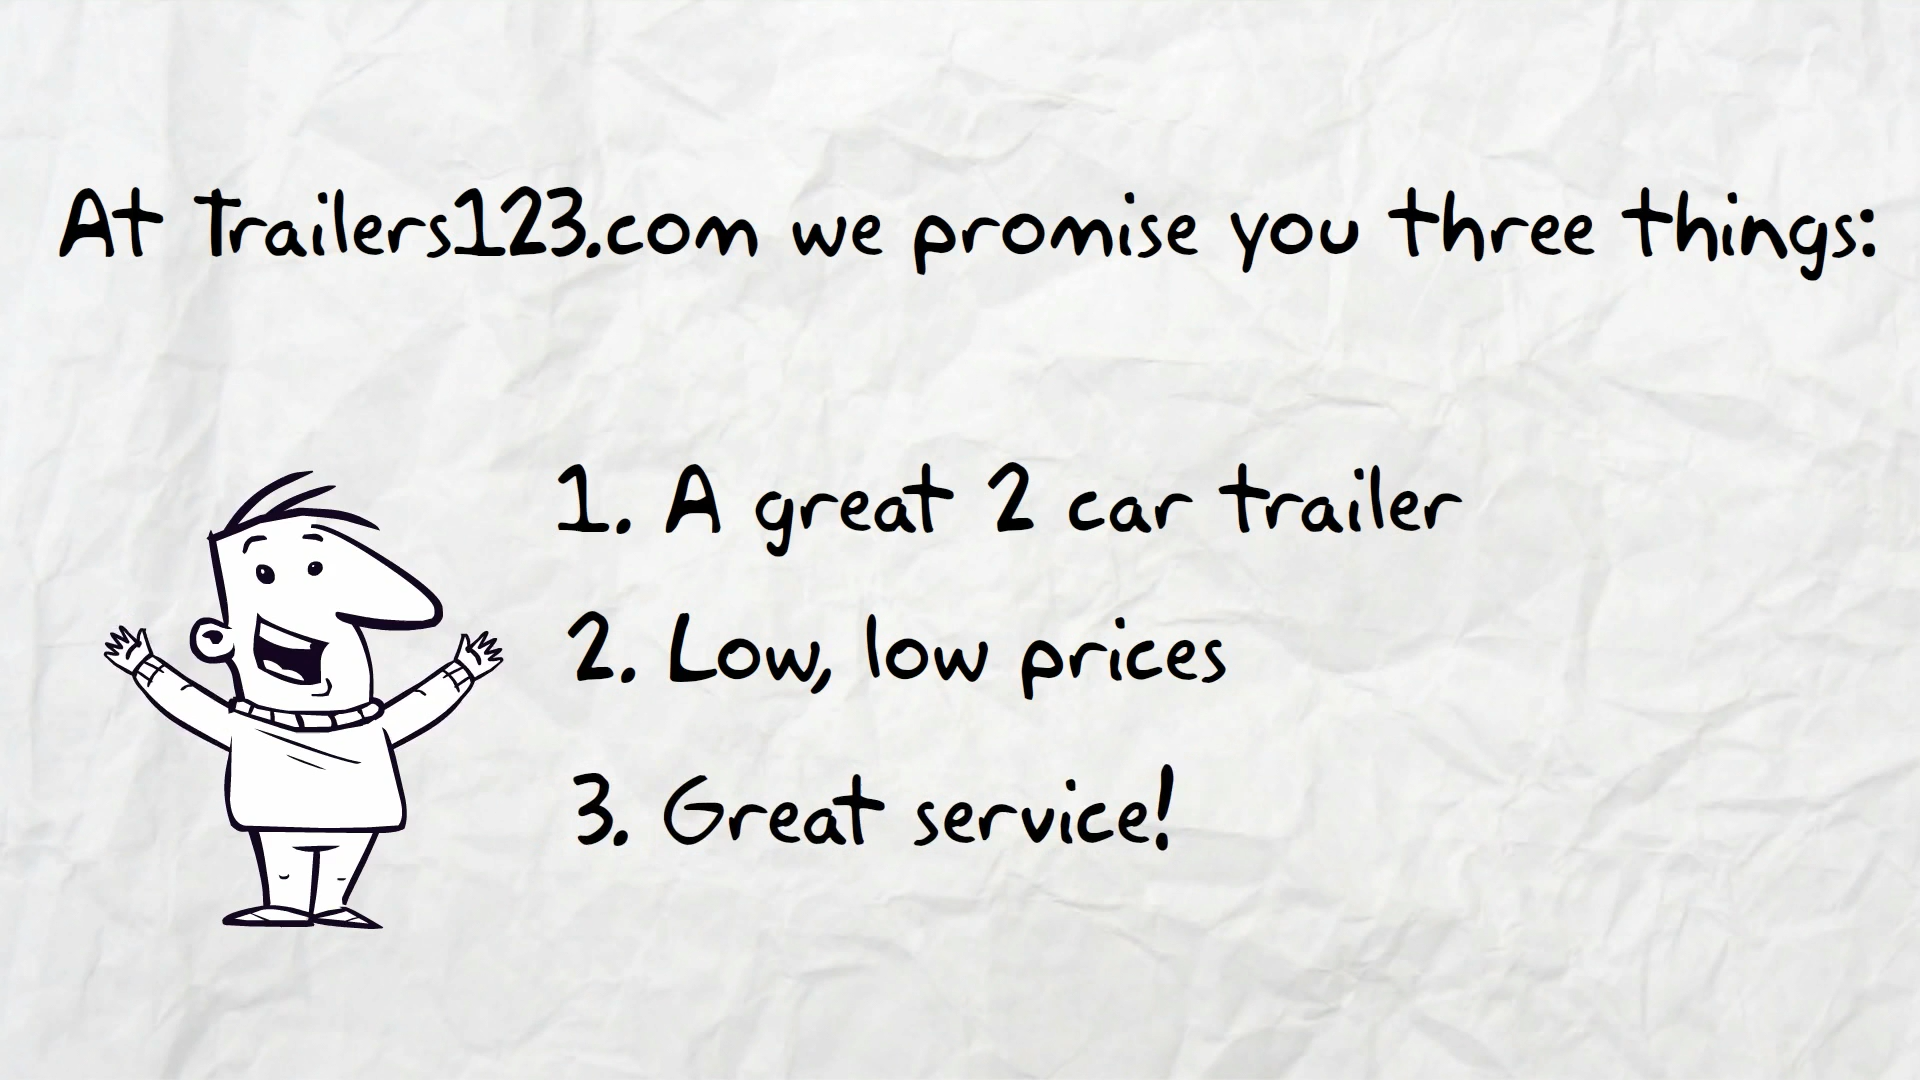 At Trailers123.com we promise you three things:
1. A great 2 car trailer
2. Low, low prices
3. Great service!